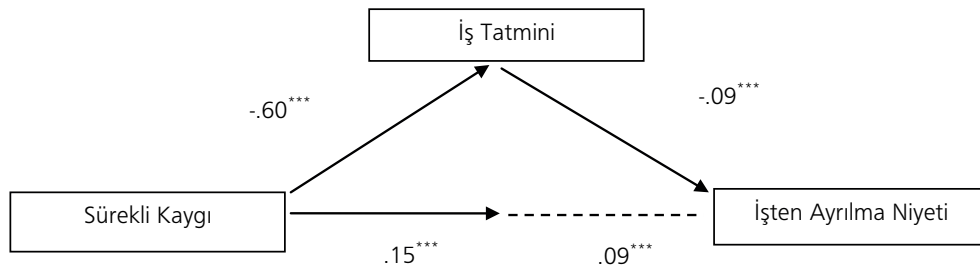 İş Tatmini
-.60***
-.09***
Sürekli Kaygı
İşten Ayrılma Niyeti
.15***
.09***